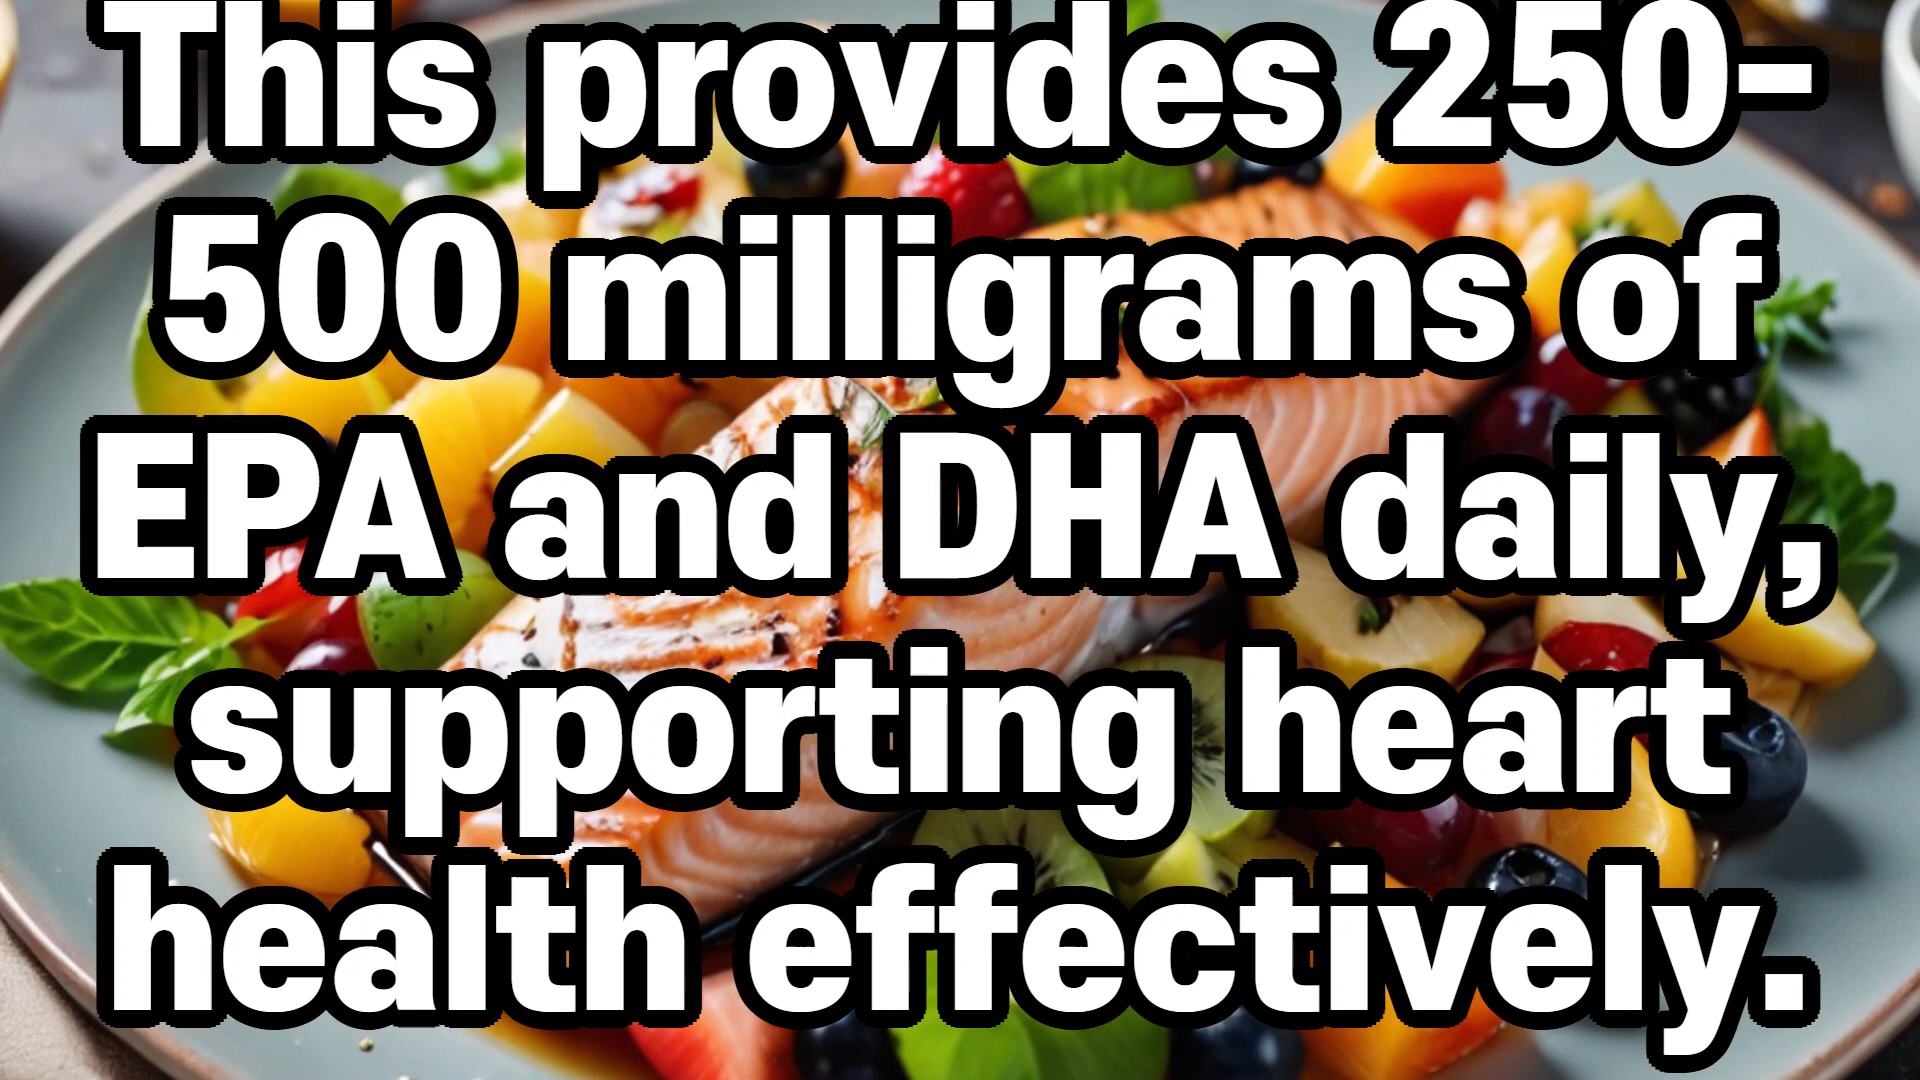 This provides 250-
500 milligrams of
EPA and DHA daily,
supporting heart
health effectively.